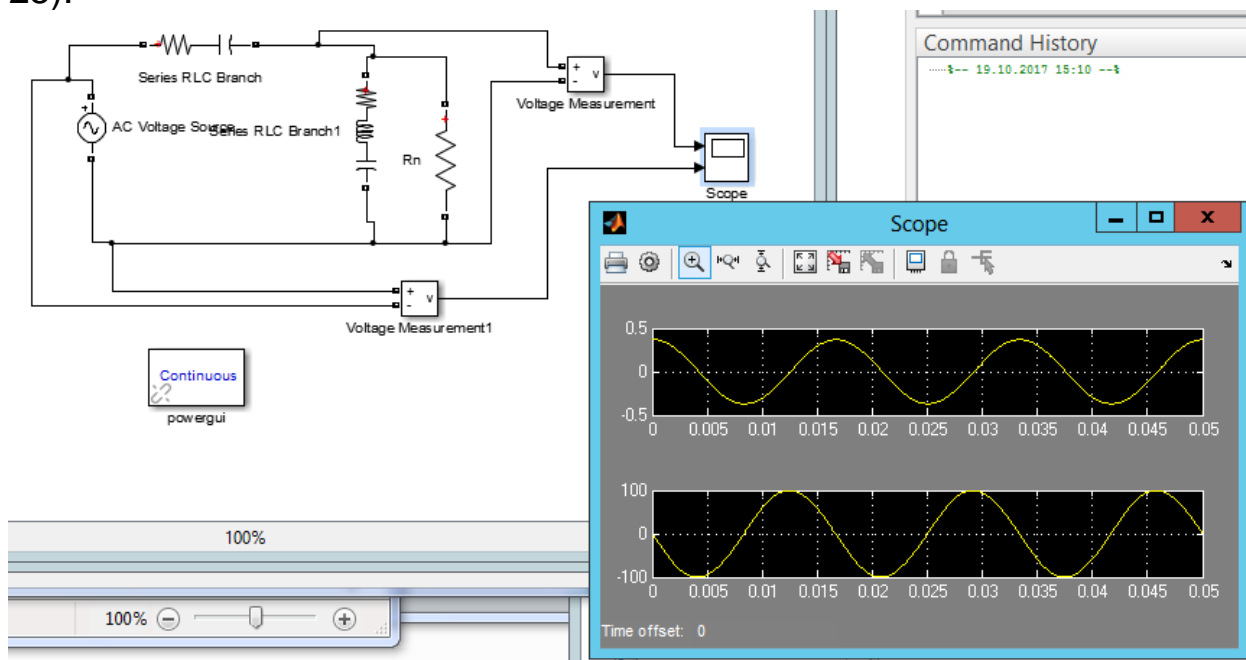 Series RLC Branch
+
v
-
Voltage Measurement
Command History
%-- 19.10.2017 15:10 --%
+
AC Voltage Source
Series RLC Branch1
Rn
Scope
+
v
-
Voltage Measurement1
Continuous
powergui
100%
100%
Scope
0.5
0
-0.5
0 0.005 0.01 0.015 0.02 0.025 0.03 0.035 0.04 0.045 0.05
100
0
-100
0 0.005 0.01 0.015 0.02 0.025 0.03 0.035 0.04 0.045 0.05
Time offset: 0